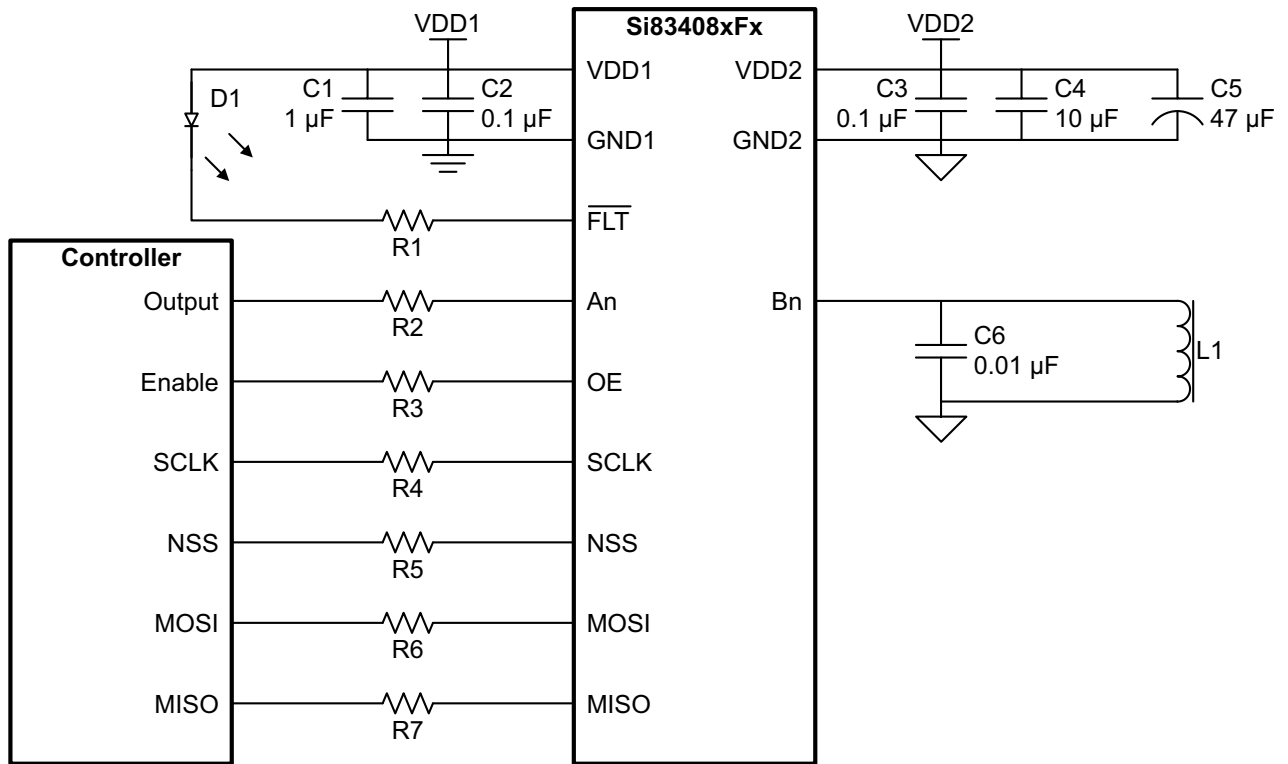 VDD1
Si83408xFx
VDD2
VDD1
VDD2
D1
C1
1 µF
C2
0.1 µF
C3
0.1 µF
C4
10 µF
C5
47 µF
GND1
GND2
FLT
R1
Controller
Output
R2
An
Bn
C6
0.01 µF
L1
Enable
R3
OE
SCLK
R4
SCLK
NSS
R5
NSS
MOSI
R6
MOSI
MISO
R7
MISO